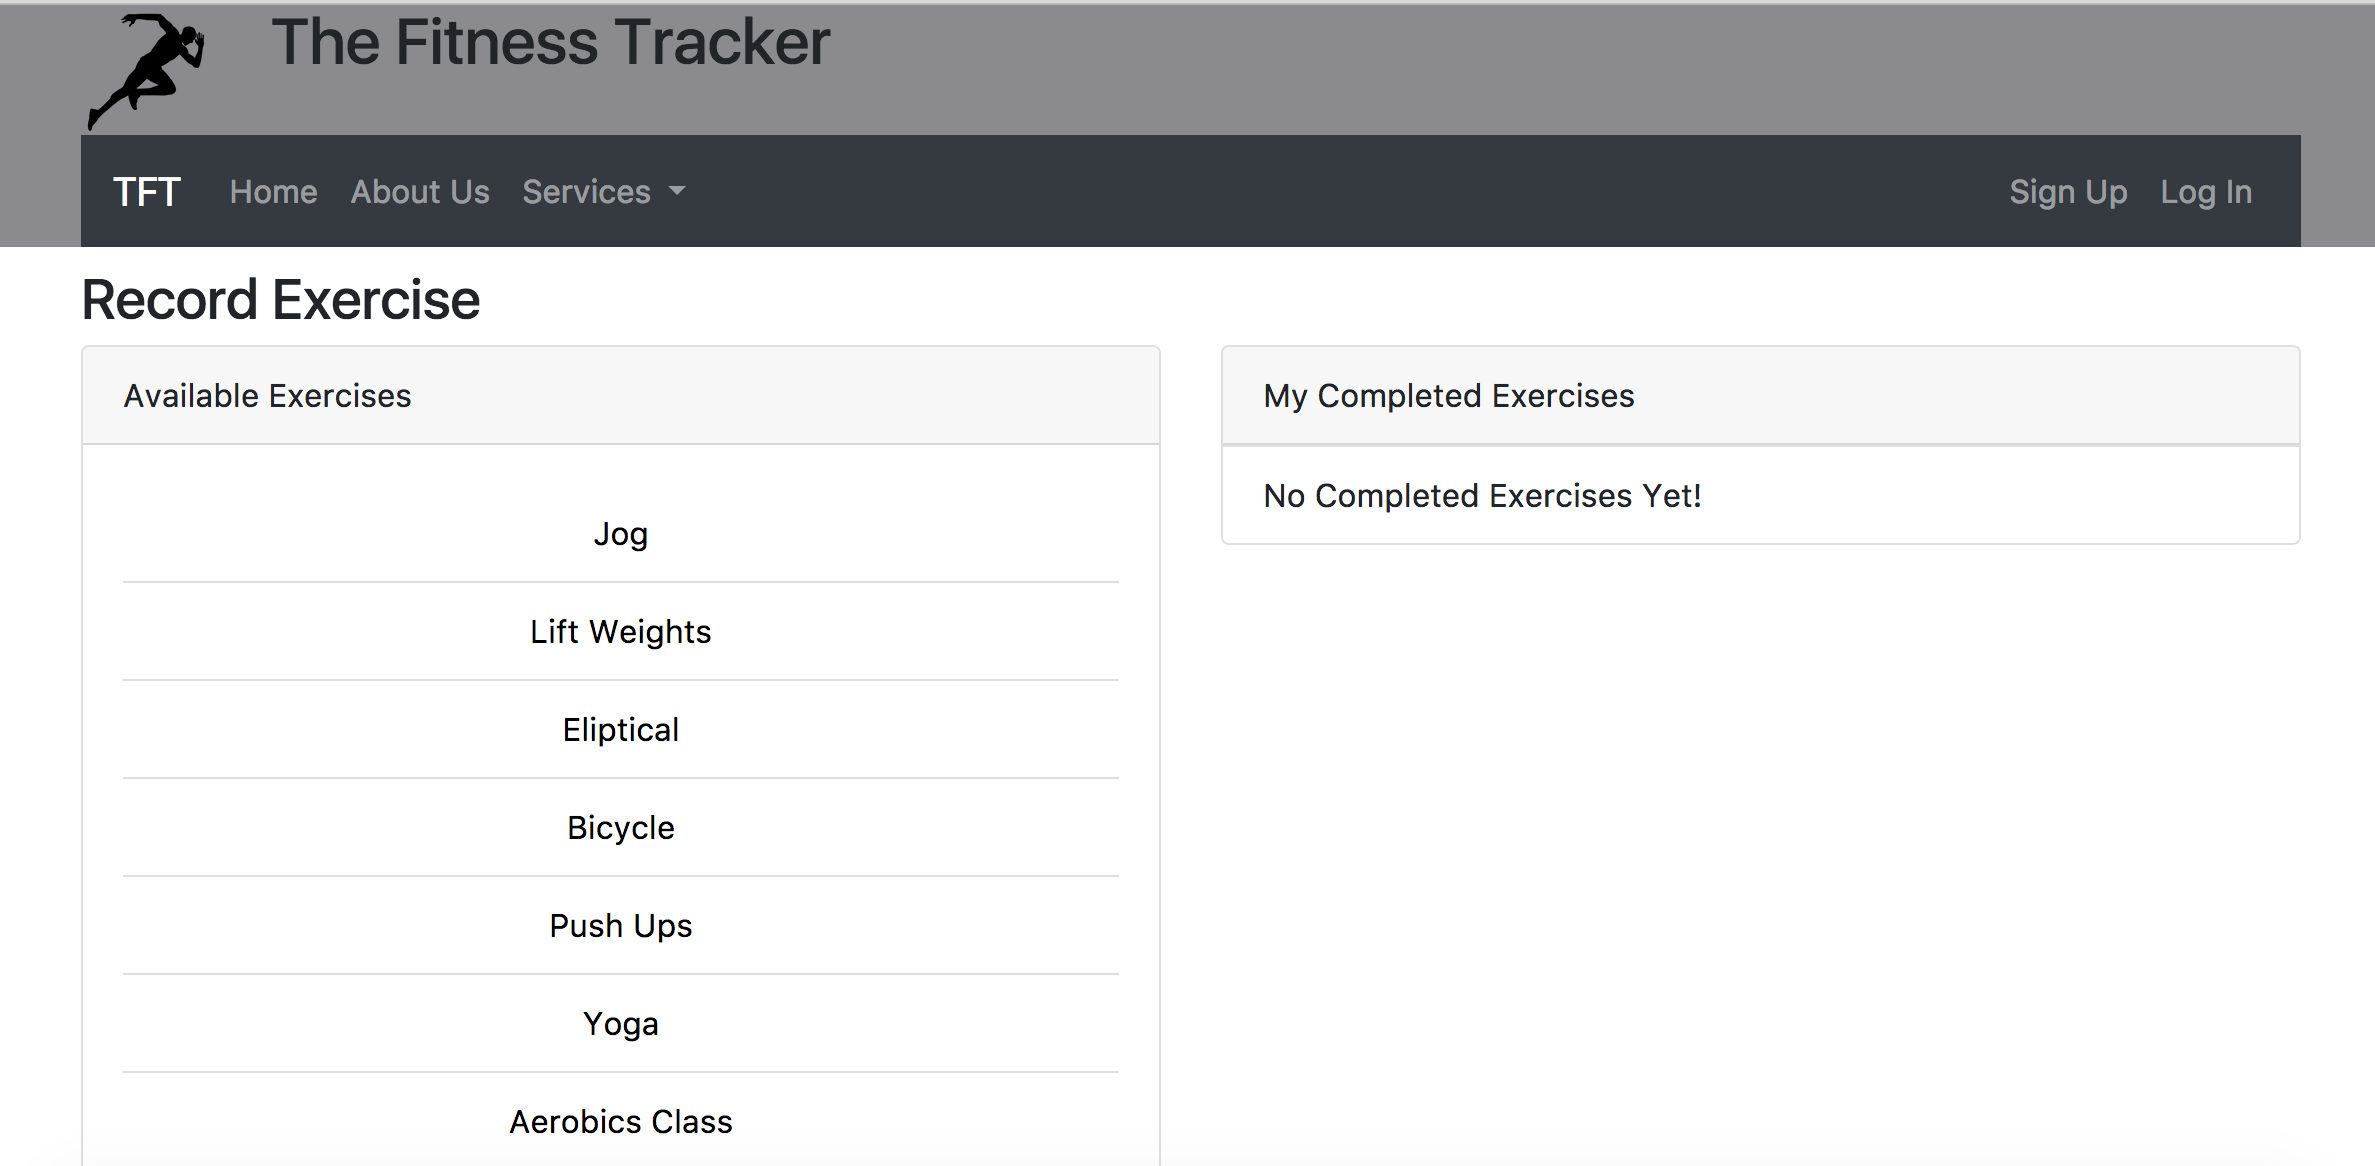 The Fitness Tracker
TFT Home About Us Services Sign Up Log In
Record Exercise
Available Exercises
Jog
Lift Weights
Eliptical
Bicycle
Push Ups
Yoga
Aerobics Class
My Completed Exercises
No Completed Exercises Yet!